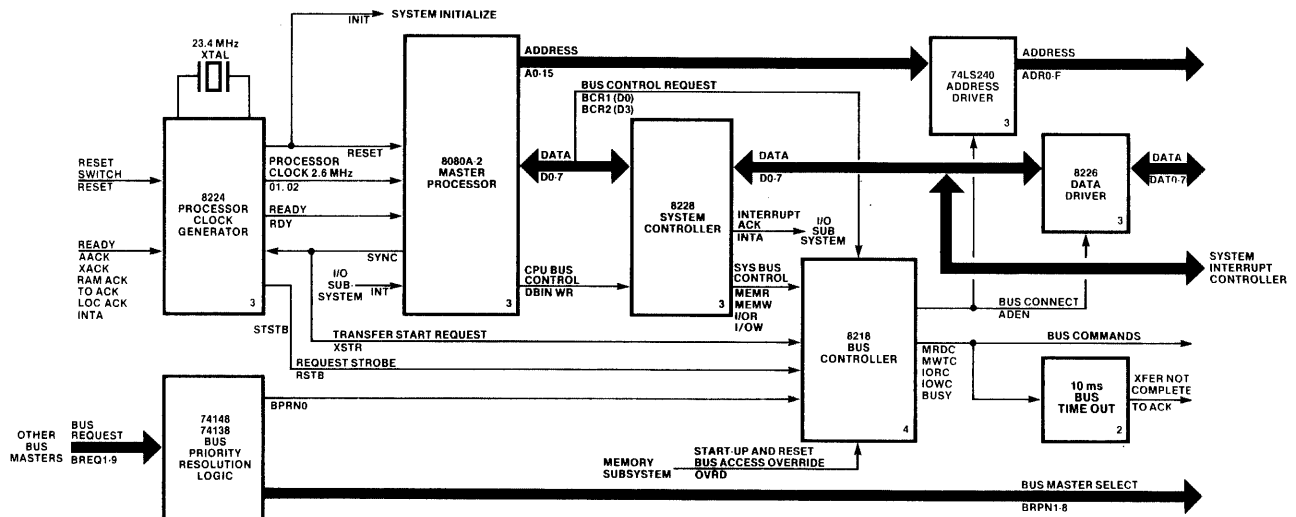 INIT
SYSTEM INITIALIZE
23.4 MHz
XTAL
ADDRESS
A0-15
74LS240
ADDRESS
DRIVER
3
ADDRESS
ADR0-F
BUS CONTROL REQUEST
BCR1 (D0)
BCR2 (D3)
RESET
SWITCH
RESET
8224
PROCESSOR
CLOCK
GENERATOR
3
RESET
PROCESSOR
CLOCK 2.6 MHz
01. 02
READY
RDY
SYNC
8080A-2
MASTER
PROCESSOR
3
DATA
D0-7
8228
SYSTEM
CONTROLLER
3
DATA
D0-7
8226
DATA
DRIVER
3
DATA
DAT0-7
READY
AACK
XACK
RAM ACK
TO ACK
LOC ACK
INTA
I/O
SUB-
SYSTEM
INT
CPU BUS
CONTROL
DBIN WR
INTERRUPT
ACK
INTA
I/O
SUB
SYSTEM
SYS BUS
CONTROL
MEMR
MEMW
I/OR
I/OW
SYSTEM
INTERRUPT
CONTROLLER
STSTB
TRANSFER START REQUEST
XSTR
REQUEST STROBE
RSTB
8218
BUS
CONTROLLER
4
BUS CONNECT
ADEN
MRDC
MWTC
IORC
IOWC
BUSY
BUS COMMANDS
10 ms
BUS
TIME OUT
2
XFER NOT
COMPLETE
TO ACK
OTHER
BUS
MASTERS
BUS
REQUEST
BREQ1-9
74148
74138
BUS
PRIORITY
RESOLUTION
LOGIC
BPRN0
MEMORY
SUBSYSTEM
START-UP AND RESET
BUS ACCESS OVERRIDE
OVRD
BUS MASTER SELECT
BRPN1-8